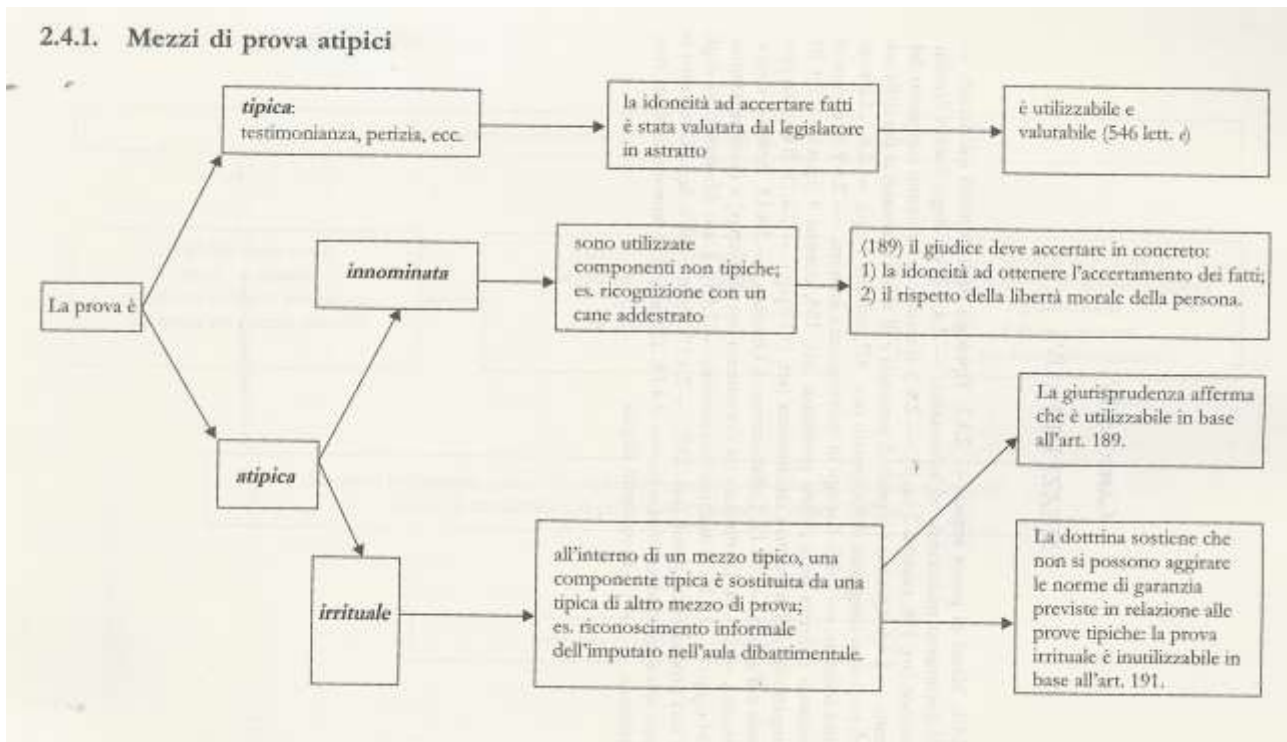 2.4.1. Mezzi di prova atipici
tipica:
testimonianza, perizia, ecc.
la idoneità ad accertare fatti
è stata valutata dal legislatore
in astratto
è utilizzabile e
valutabile (546 lett. e)
La prova è
innominata
sono utilizzate
componenti non tipiche;
es. ricognizione con un
cane addestrato
(189) il giudice deve accertare in concreto:
1) la idoneità ad ottenere l'accertamento dei fatti;
2) il rispetto della libertà morale della persona.
atipica
irrituale
all'interno di un mezzo tipico, una
componente tipica è sostituita da una
tipica di altro mezzo di prova;
es. riconoscimento informale
dell'imputato nell'aula dibattimentale.
La giurisprudenza afferma
che è utilizzabile in base
all'art. 189.
La dottrina sostiene che
non si possono aggirare
le norme di garanzia
previste in relazione alle
prove tipiche: la prova
irrituale è inutilizzabile in
base all'art. 191.